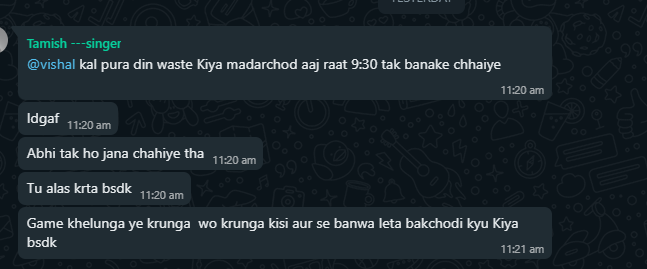 YESTERDAY
Tamish ---singer
@vishal kal pura din waste Kiya madarchod aaj raat 9:30 tak banake chhaiye
11:20 am
Idgaf 11:20 am
Abhi tak ho jana chahiye tha 11:20 am
Tu alas krta bsdk 11:20 am
Game khelunga ye krunga wo krunga kisi aur se banwa leta bakchodi kyu Kiya
bsdk 11:21 am